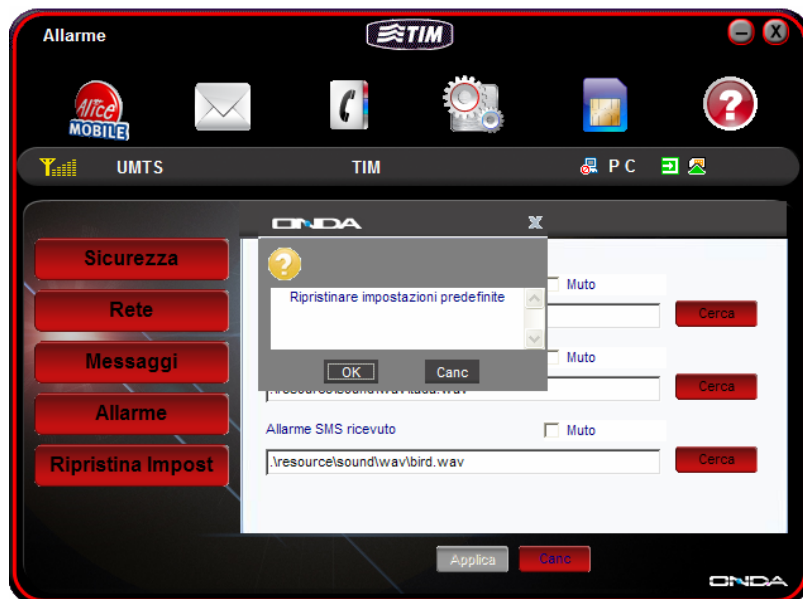 Allarme
TIM
Alice
MOBILE
?
UMTS
TIM
PC
ONDA
X
?
Ripristinare impostazioni predefinite
OK
Canc
Sicurezza
Rete
Messaggi
Allarme
Ripristina Impost
Muto
Cerca
Muto
Cerca
Allarme SMS ricevuto
Muto
.\resource\sound\wav\bird.wav
Cerca
Applica
Canc
ONDA